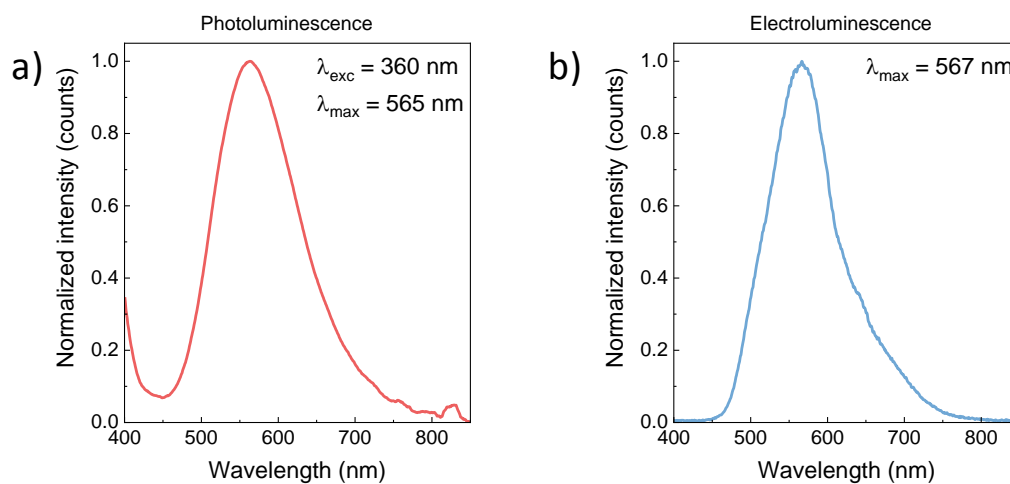 Photoluminescence
a)
λexc = 360 nm
λmax = 565 nm
Normalized intensity (counts)
1.0
0.8
0.6
0.4
0.2
0.0
400 500 600 700 800
Wavelength (nm)
Electroluminescence
b)
λmax = 567 nm
Normalized intensity (counts)
1.0
0.8
0.6
0.4
0.2
0.0
400 500 600 700 800
Wavelength (nm)